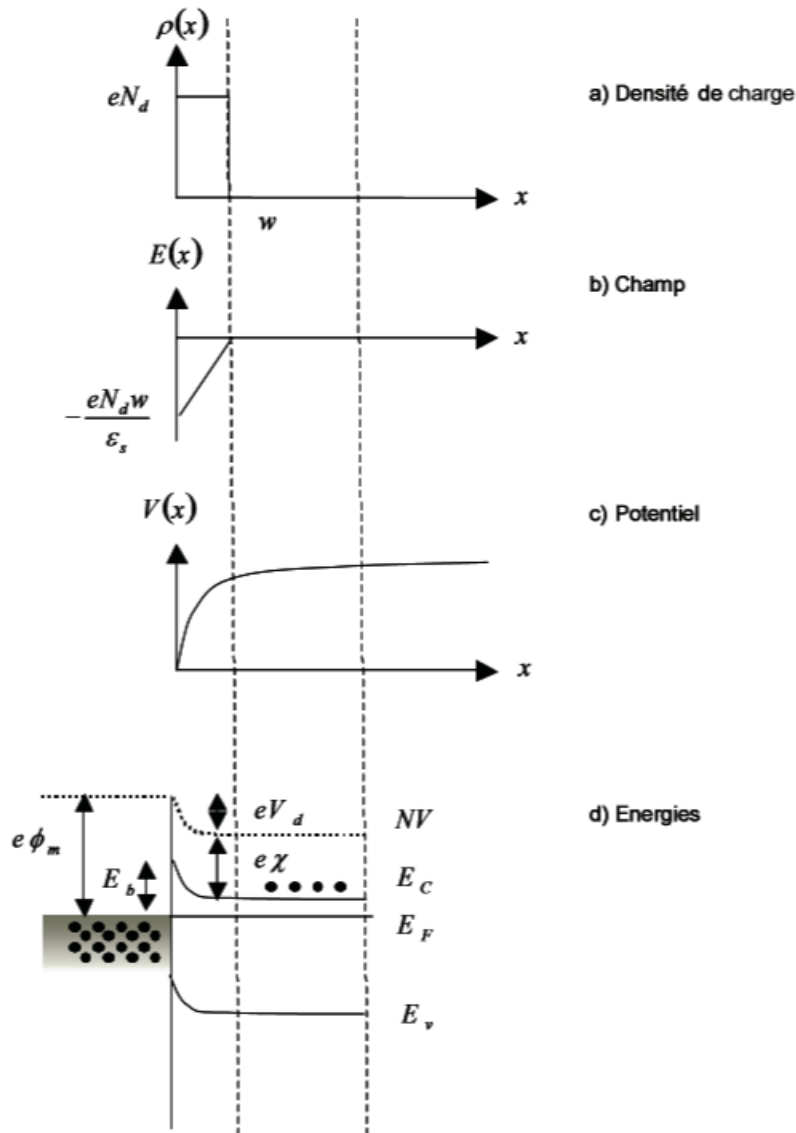 ρ(x)
eN_d
a) Densité de charge
x
w
E(x)
b) Champ
x
-eN_d w/ε_s
V(x)
c) Potentiel
x
eV_d
NV
d) Energies
eφ_m
eχ
E_b
E_C
E_F
E_v